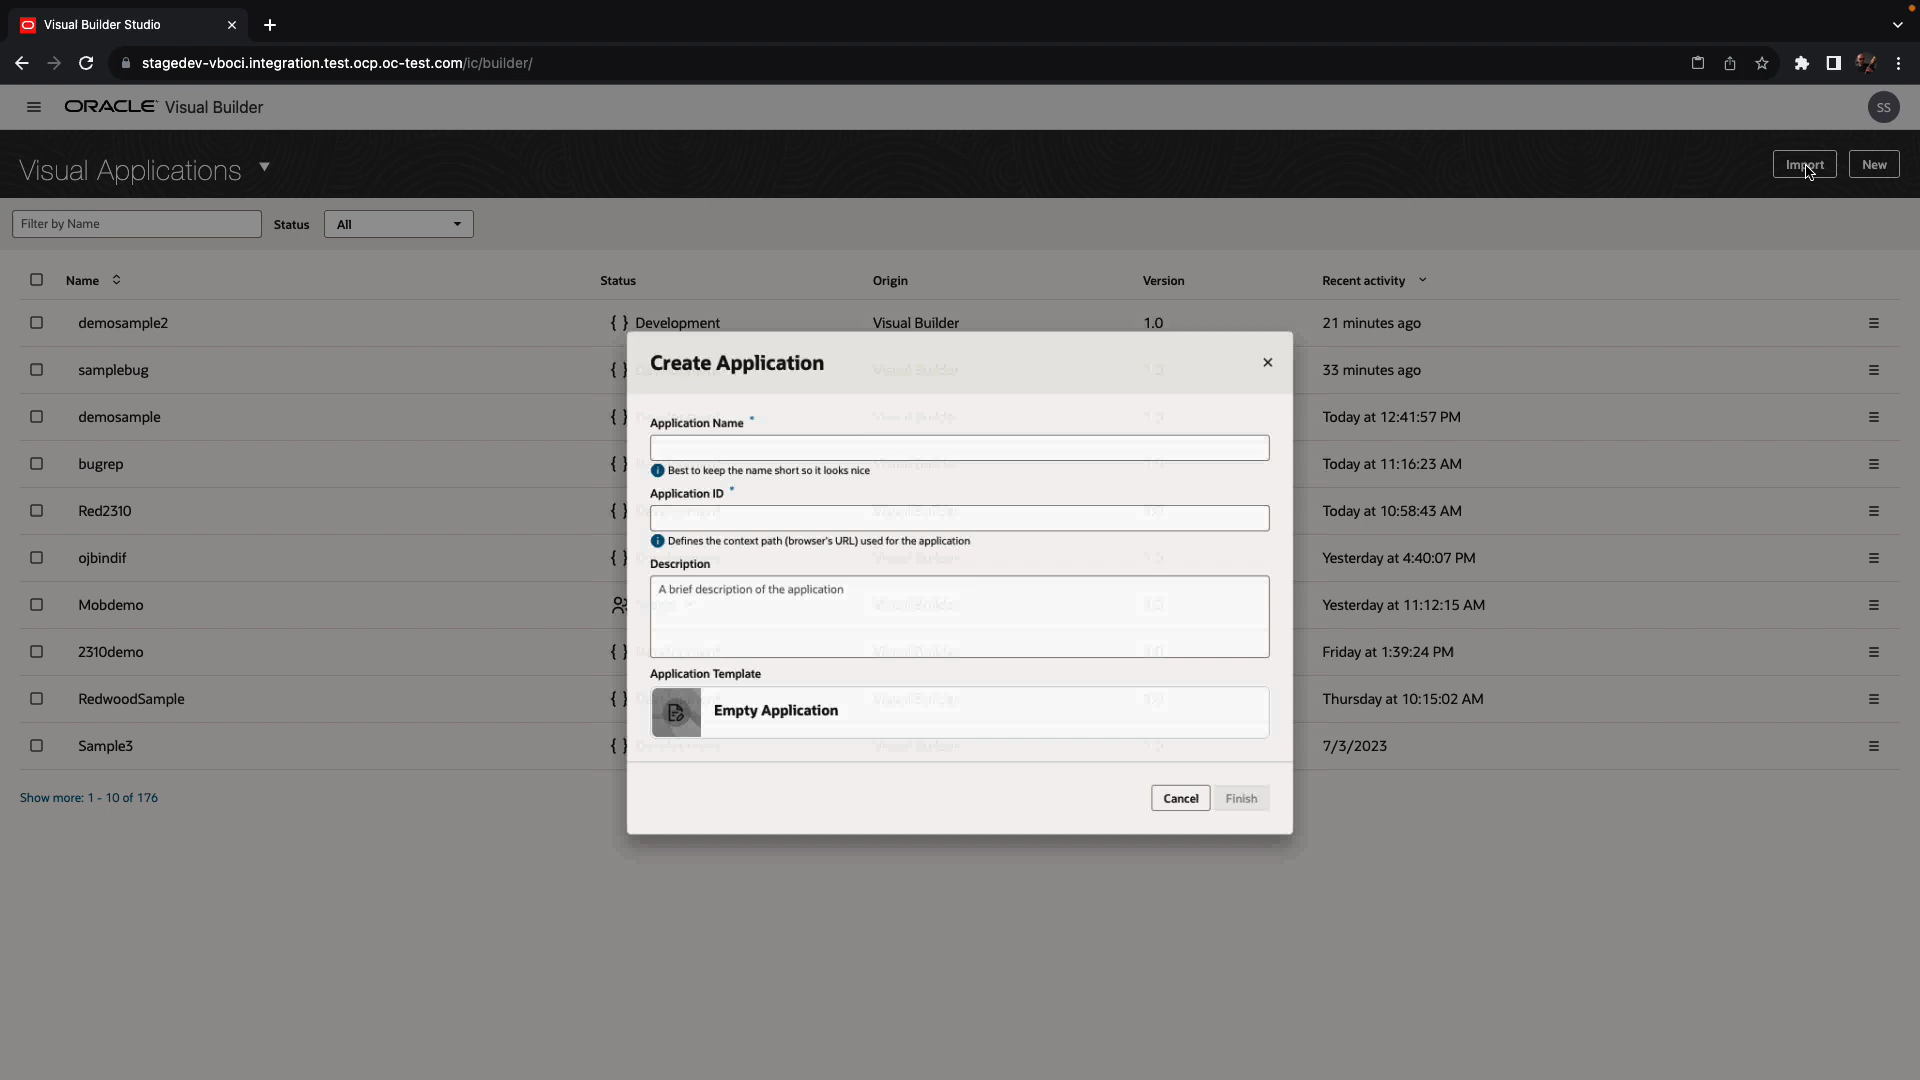 Visual Builder Studio
stagedev-vboci.integration.test.ocp.oc-test.com/ic/builder/
ORACLE Visual Builder
SS
Visual Applications
Import
New
Filter by Name
Status
All
Name
Status
Origin
Version
Recent activity
demosample2
Development
Visual Builder
1.0
21 minutes ago
samplebug
33 minutes ago
demosample
Today at 12:41:57 PM
bugrep
Today at 11:16:23 AM
Red2310
Today at 10:58:43 AM
ojbindif
Yesterday at 4:40:07 PM
Mobdemo
Yesterday at 11:12:15 AM
2310demo
Friday at 1:39:24 PM
RedwoodSample
Thursday at 10:15:02 AM
Sample3
7/3/2023
Show more: 1 - 10 of 176
Create Application
Application Name *
Best to keep the name short so it looks nice
Application ID *
Defines the context path (browser's URL) used for the application
Description
A brief description of the application
Application Template
Empty Application
Cancel
Finish